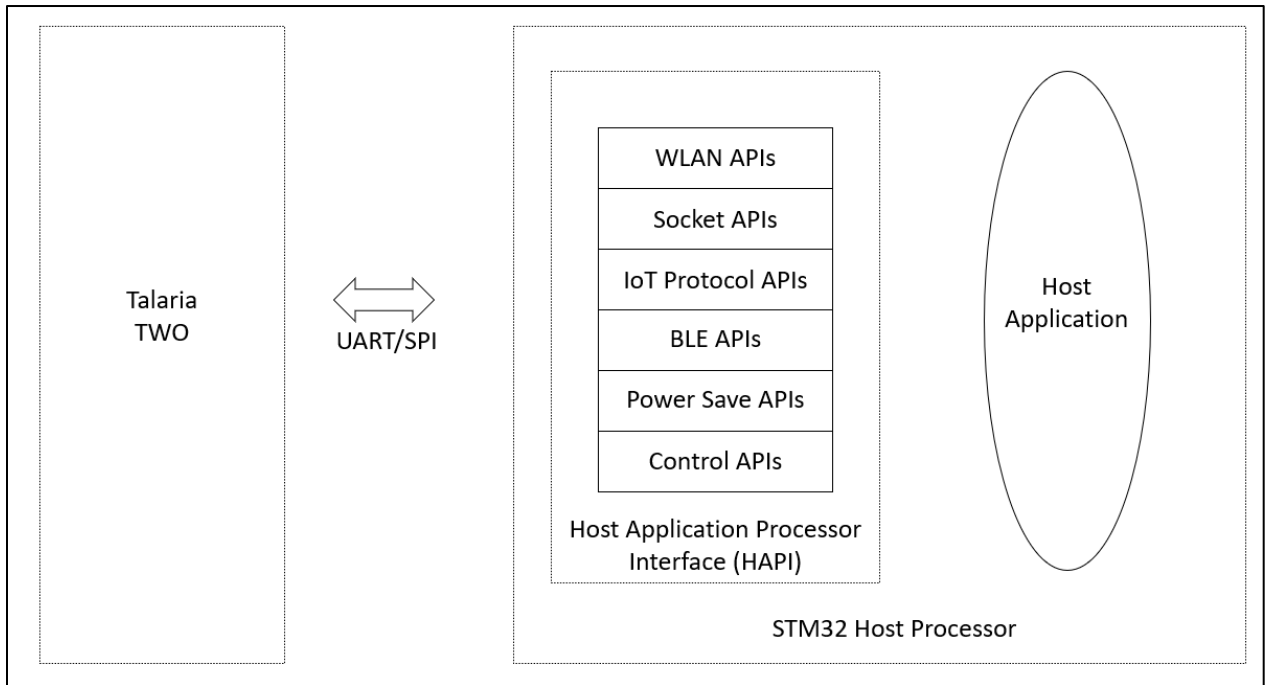 Talaria
TWO
UART/SPI
WLAN APIs
Socket APIs
IoT Protocol APIs
BLE APIs
Power Save APIs
Control APIs
Host Application Processor
Interface (HAPI)
Host
Application
STM32 Host Processor